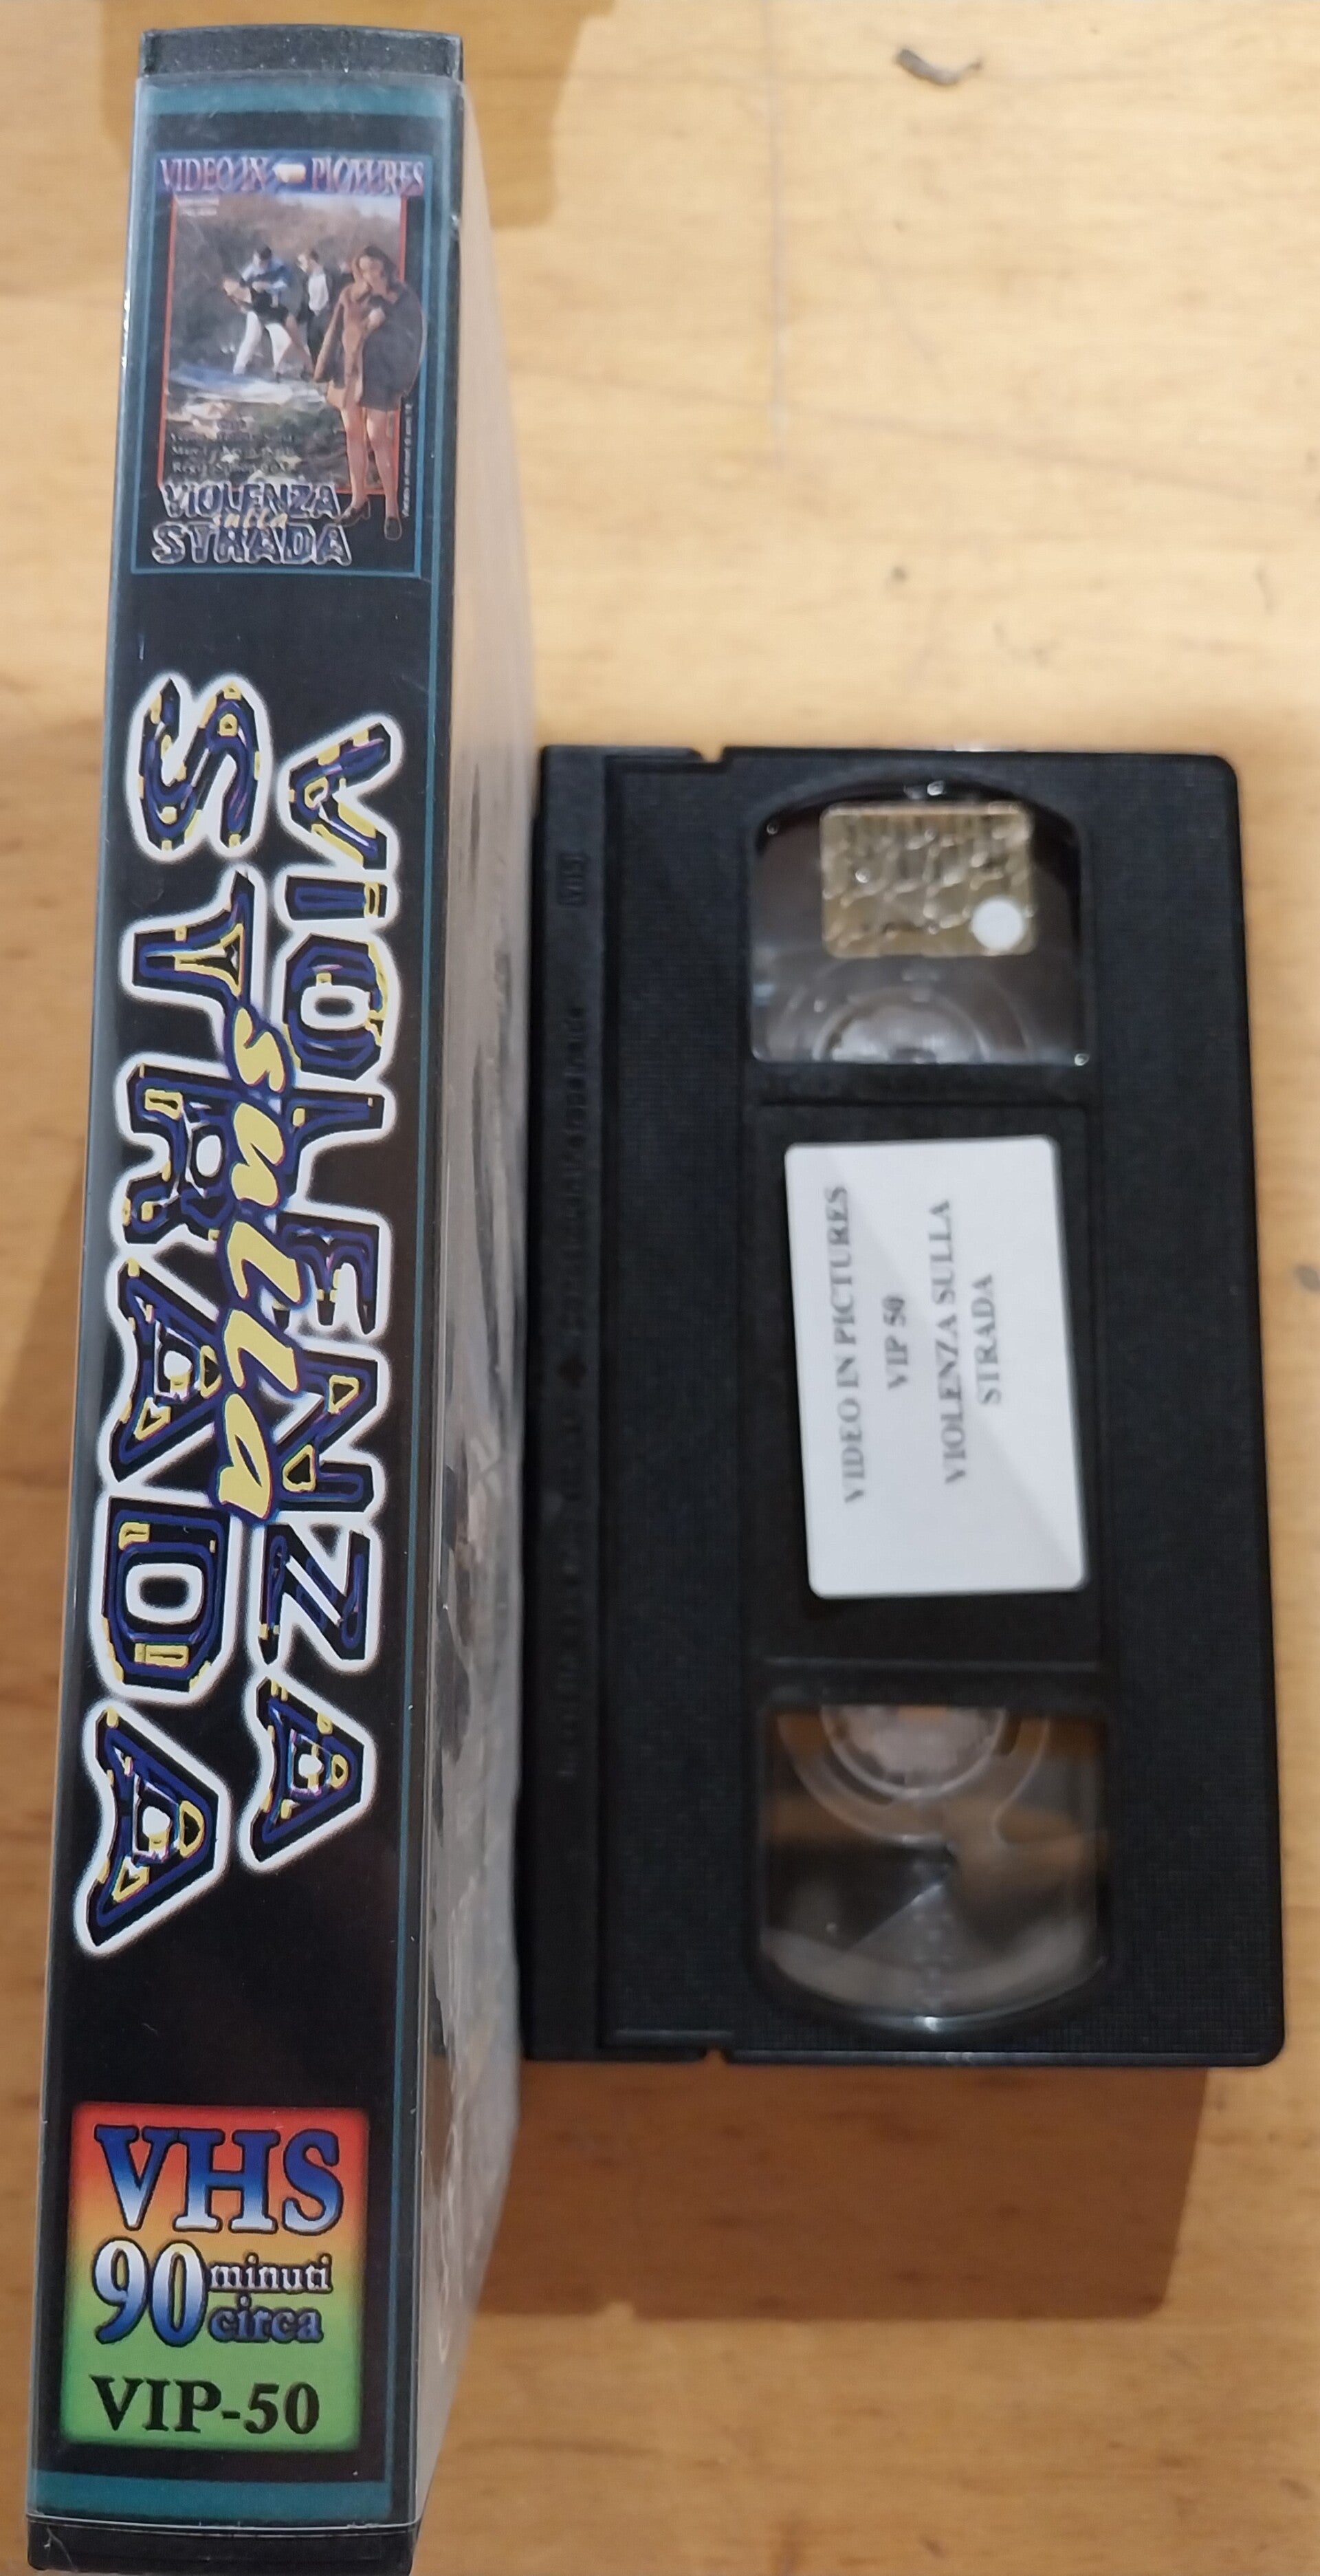 VIDEO IN PICTURES
VIOLENZA
sulla
STRADA
VIOLENZA
sulla
STRADA
VHS
90 minuti
circa
VIP-50
VHS
VIDEO IN PICTURES
VIP 50
VIOLENZA SULLA
STRADA